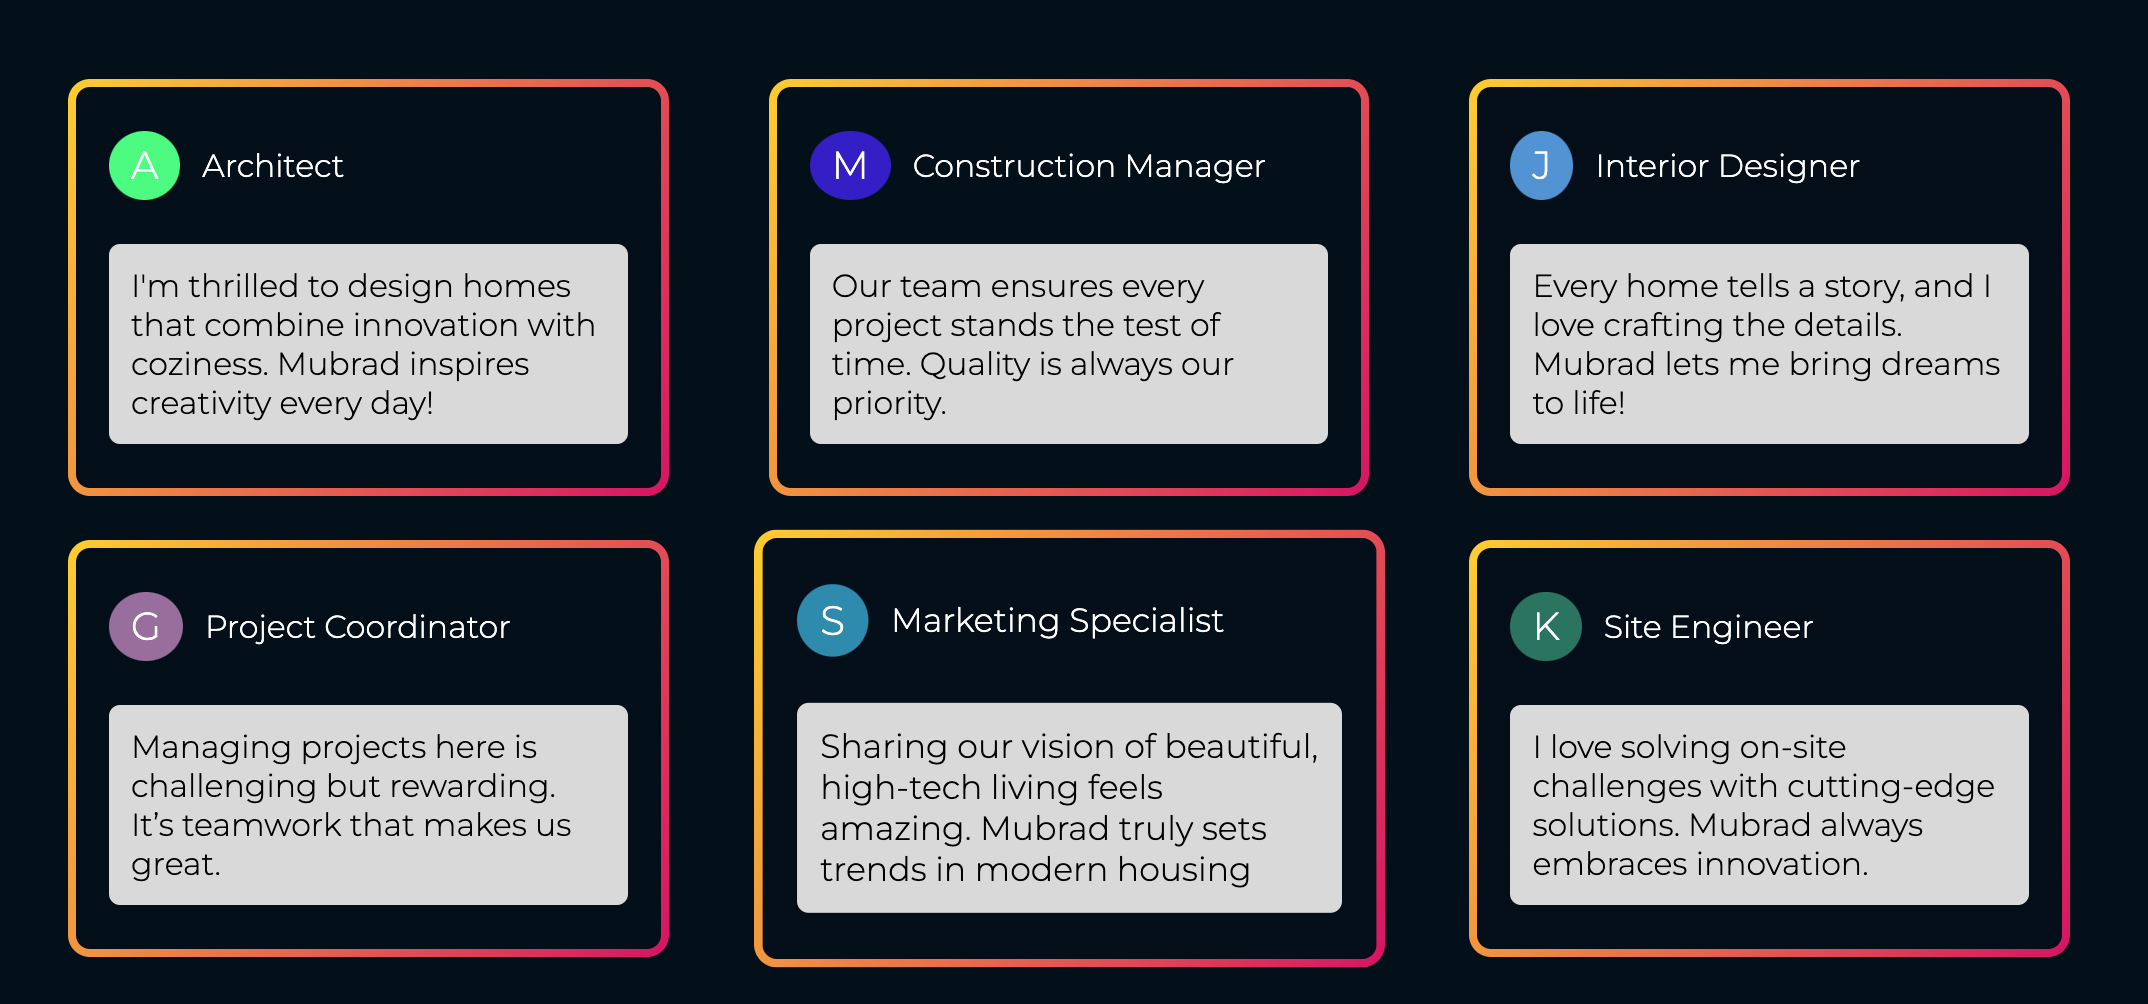 A
Architect
I'm thrilled to design homes
that combine innovation with
coziness. Mubrad inspires
creativity every day!
M
Construction Manager
Our team ensures every
project stands the test of
time. Quality is always our
priority.
J
Interior Designer
Every home tells a story, and I
love crafting the details.
Mubrad lets me bring dreams
to life!
G
Project Coordinator
Managing projects here is
challenging but rewarding.
It’s teamwork that makes us
great.
S
Marketing Specialist
Sharing our vision of beautiful,
high-tech living feels
amazing. Mubrad truly sets
trends in modern housing
K
Site Engineer
I love solving on-site
challenges with cutting-edge
solutions. Mubrad always
embraces innovation.